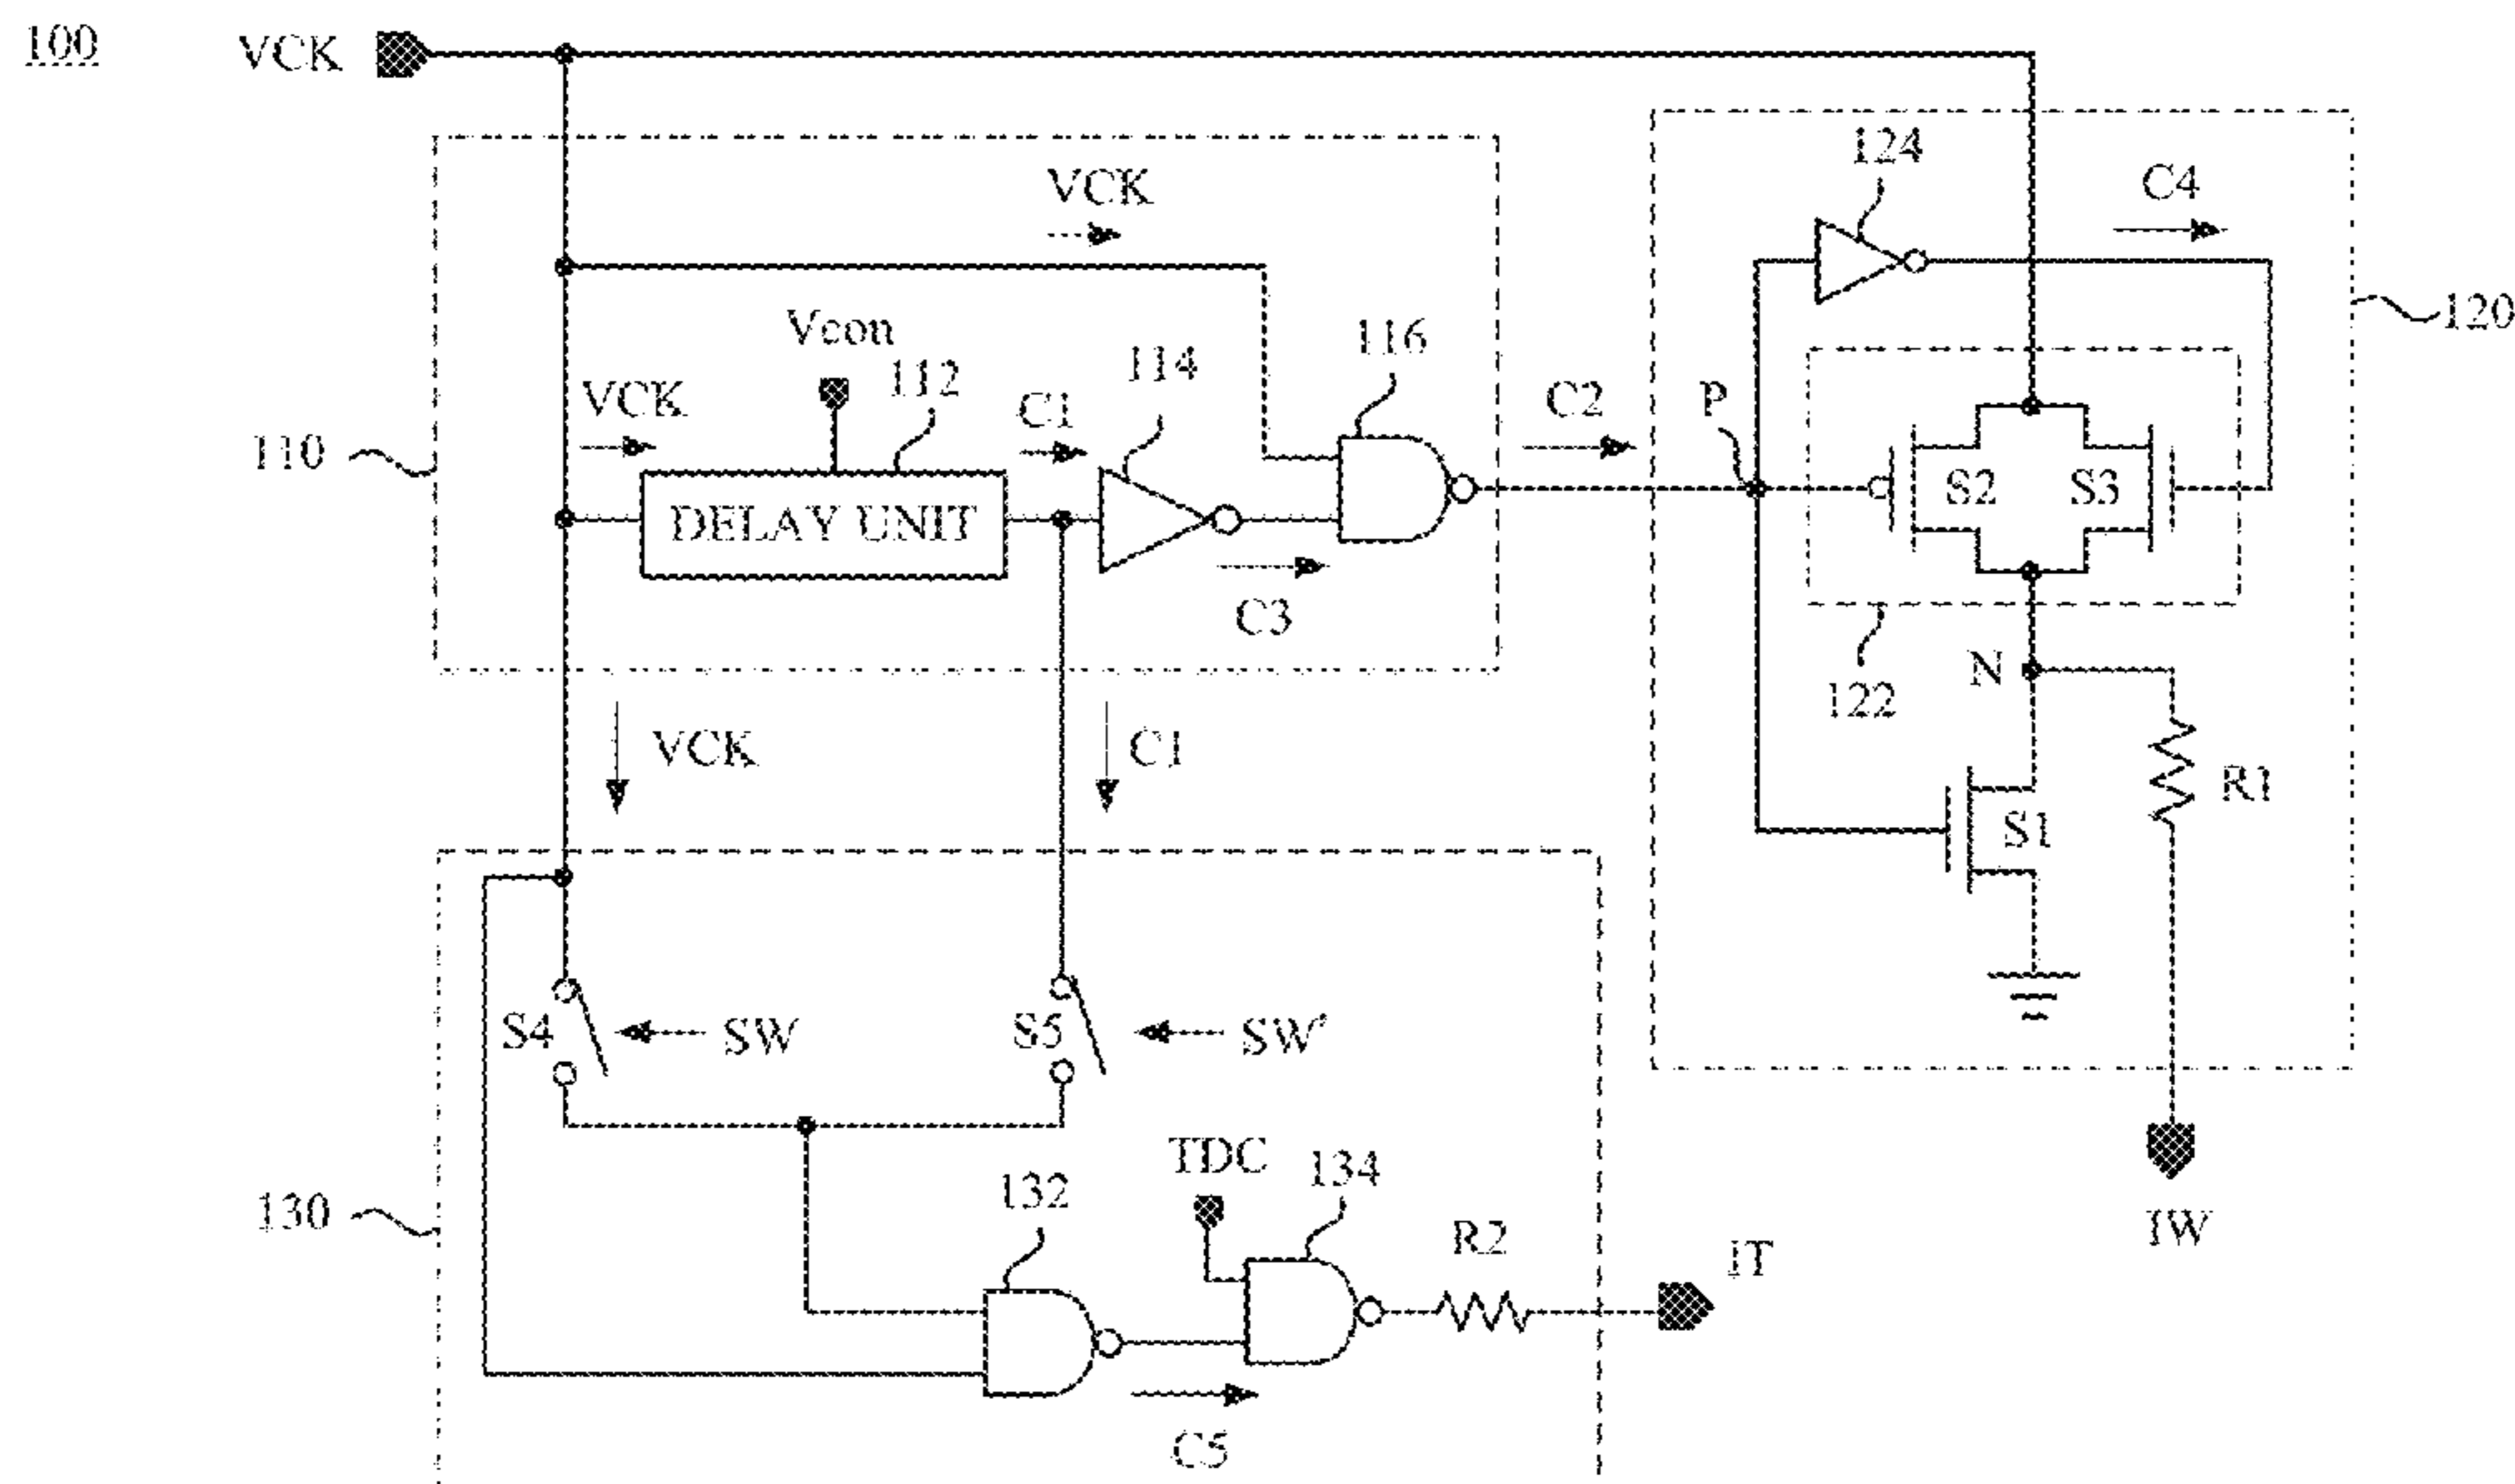 100
VCK
124
C4
VCK
120
Vcon
116
114
112
VCK
C1
C2
P
110
DELAY UNIT
S2
S3
C3
N
122
VCK
C1
R1
S1
S4
SW
S5
SW'
TDC
134
132
130
R2
IW
IT
C5